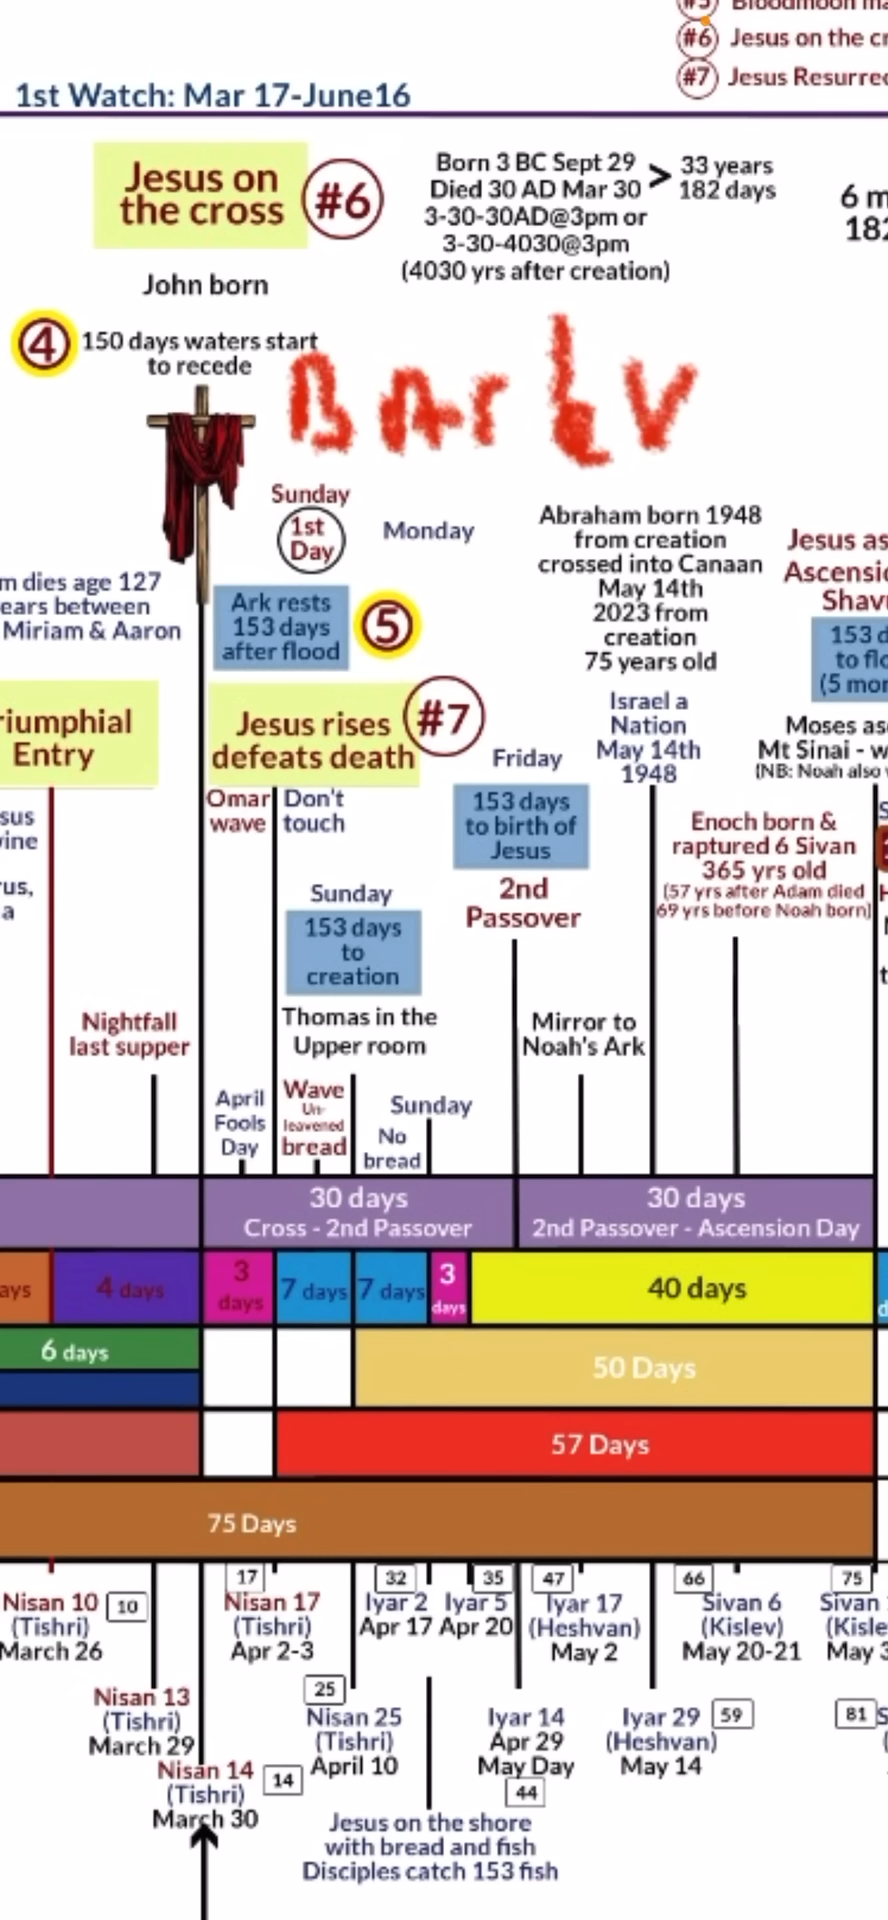 #5 Bloodmoon
#6 Jesus on the
#7 Jesus
1st Watch: Mar 17-June16
Jesus on
the cross
#6
Born 3 BC Sept 29
Died 30 AD Mar 30
3-30-30AD@3pm or
3-30-4030@3pm
(4030 yrs after creation)
>
33 years
182 days
6
John born
4
150 days waters start
to recede
BArLV
Sunday
1st
Day
Monday
Abraham born 1948
from creation
crossed into Canaan
May 14th
2023 from
creation
75 years old
Jesus
dies age 127
between
Miriam & Aaron
Ark rests
153 days
after flood
5
153
to
(5
Entry
Jesus rises
defeats death
#7
Israel a
Nation
May 14th
1948
Moses
Mt Sinai -
(NB: Noah also
Omar
wave
Don't
touch
Friday
153 days
to birth of
Jesus
2nd
Passover
Enoch born &
raptured 6 Sivan
365 yrs old
(57 yrs after Adam died
69 yrs before Noah born)
a
Sunday
153 days
to
creation
Thomas in the
Upper room
Nightfall
last supper
Mirror to
Noah's Ark
April
Fools
Day
Wave
Un-
leavened
bread
Sunday
No
bread
30 days
Cross - 2nd Passover
30 days
2nd Passover - Ascension Day
4 days
3
days
7 days
7 days
3
days
40 days
6 days
50 Days
57 Days
75 Days
Nisan 10
(Tishri)
March 26
10
17
Nisan 17
(Tishri)
Apr 2-3
32
Iyar 2
Apr 17
35
Iyar 5
Apr 20
47
Iyar 17
(Heshvan)
May 2
66
Sivan 6
(Kislev)
May 20-21
75
Sivan
May
Nisan 13
(Tishri)
March 29
25
Nisan 25
(Tishri)
April 10
Iyar 14
Apr 29
May Day
44
Iyar 29
(Heshvan)
May 14
59
81
Nisan 14
(Tishri)
March 30
14
Jesus on the shore
with bread and fish
Disciples catch 153 fish